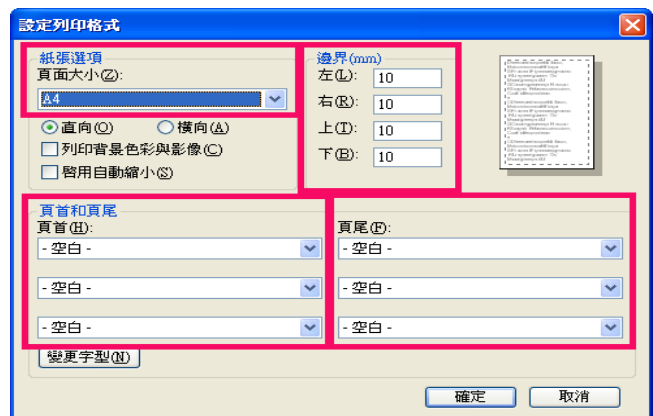 設定列印格式
紙張選項
頁面大小(Z):
A4
直向(O) 橫向(A)
列印背景色彩與影像(C)
啓用自動縮小(S)
邊界(mm)
左(L): 10
右(R): 10
上(T): 10
下(B): 10
頁首和頁尾
頁首(H):
- 空白 -
- 空白 -
- 空白 -
頁尾(F):
- 空白 -
- 空白 -
- 空白 -
變更字型(N)
確定 取消